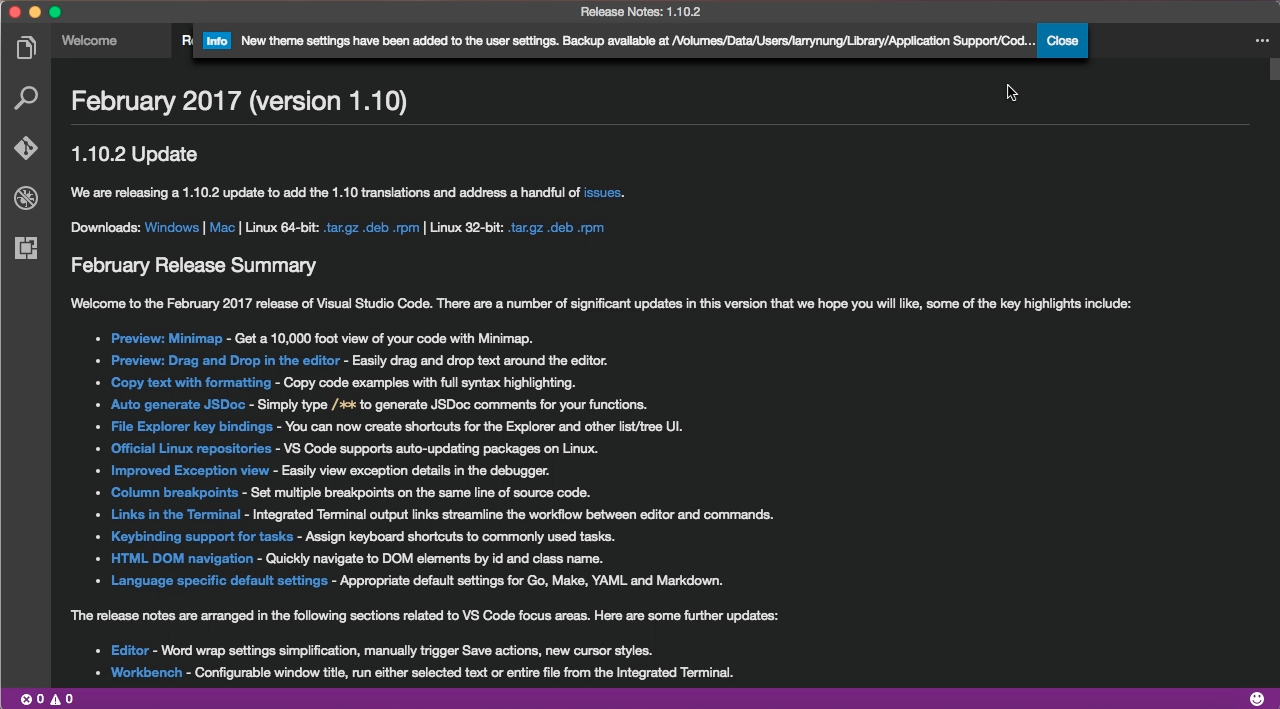 Release Notes: 1.10.2
Welcome
Info New theme settings have been added to the user settings. Backup available at /Volumes/Data/Users/larrynung/Library/Application Support/Cod... Close
February 2017 (version 1.10)
1.10.2 Update
We are releasing a 1.10.2 update to add the 1.10 translations and address a handful of issues.
Downloads: Windows | Mac | Linux 64-bit: .tar.gz .deb .rpm | Linux 32-bit: .tar.gz .deb .rpm
February Release Summary
Welcome to the February 2017 release of Visual Studio Code. There are a number of significant updates in this version that we hope you will like, some of the key highlights include:
• Preview: Minimap - Get a 10,000 foot view of your code with Minimap.
• Preview: Drag and Drop in the editor - Easily drag and drop text around the editor.
• Copy text with formatting - Copy code examples with full syntax highlighting.
• Auto generate JSDoc - Simply type /** to generate JSDoc comments for your functions.
• File Explorer key bindings - You can now create shortcuts for the Explorer and other list/tree UI.
• Official Linux repositories - VS Code supports auto-updating packages on Linux.
• Improved Exception view - Easily view exception details in the debugger.
• Column breakpoints - Set multiple breakpoints on the same line of source code.
• Links in the Terminal - Integrated Terminal output links streamline the workflow between editor and commands.
• Keybinding support for tasks - Assign keyboard shortcuts to commonly used tasks.
• HTML DOM navigation - Quickly navigate to DOM elements by id and class name.
• Language specific default settings - Appropriate default settings for Go, Make, YAML and Markdown.
The release notes are arranged in the following sections related to VS Code focus areas. Here are some further updates:
• Editor - Word wrap settings simplification, manually trigger Save actions, new cursor styles.
• Workbench - Configurable window title, run either selected text or entire file from the Integrated Terminal.
0 0